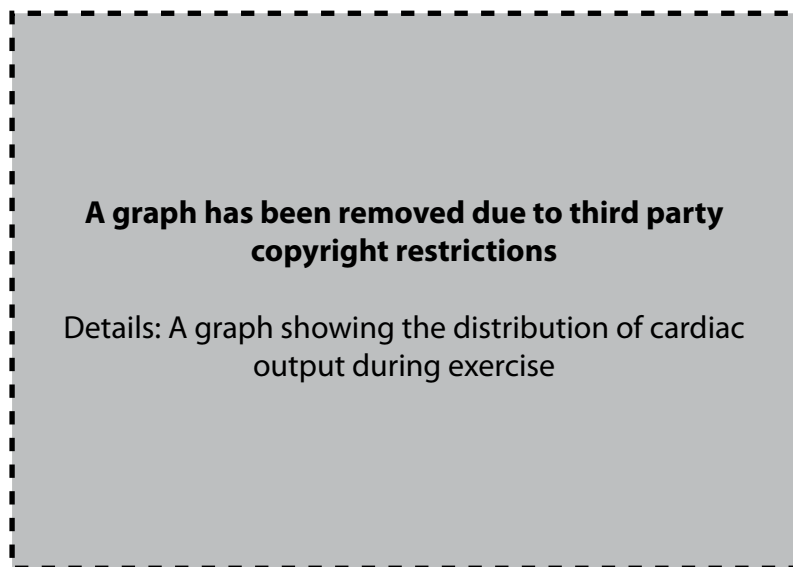 A graph has been removed due to third party
copyright restrictions
Details: A graph showing the distribution of cardiac
output during exercise